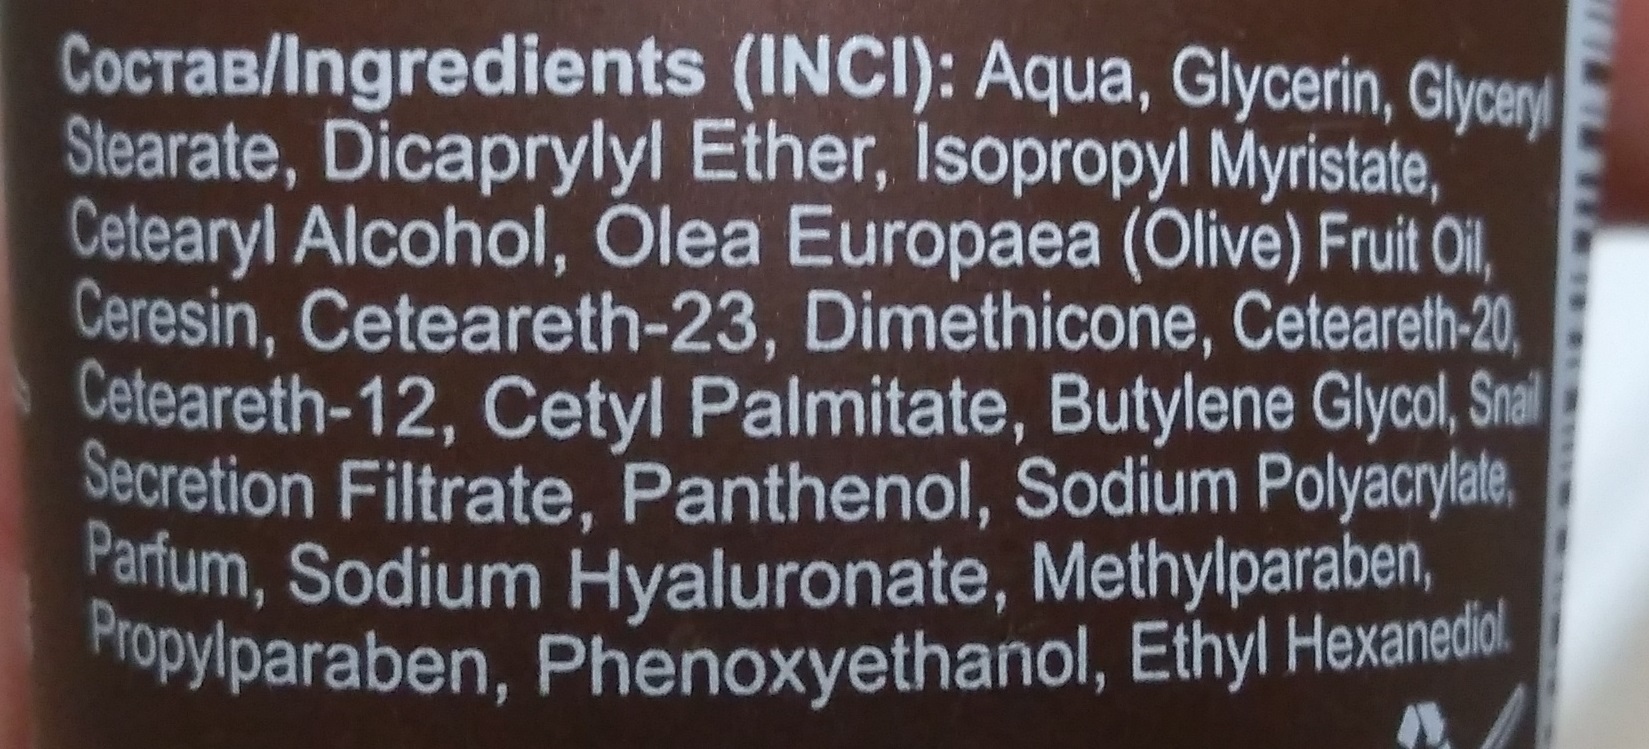 Состав/Ingredients (INCI): Aqua, Glycerin, Glyceryl
Stearate, Dicaprylyl Ether, Isopropyl Myristate,
Cetearyl Alcohol, Olea Europaea (Olive) Fruit Oil,
Ceresin, Ceteareth-23, Dimethicone, Ceteareth-20,
Ceteareth-12, Cetyl Palmitate, Butylene Glycol, Snail
Secretion Filtrate, Panthenol, Sodium Polyacrylate,
Parfum, Sodium Hyaluronate, Methylparaben,
Propylparaben, Phenoxyethanol, Ethyl Hexanediol.